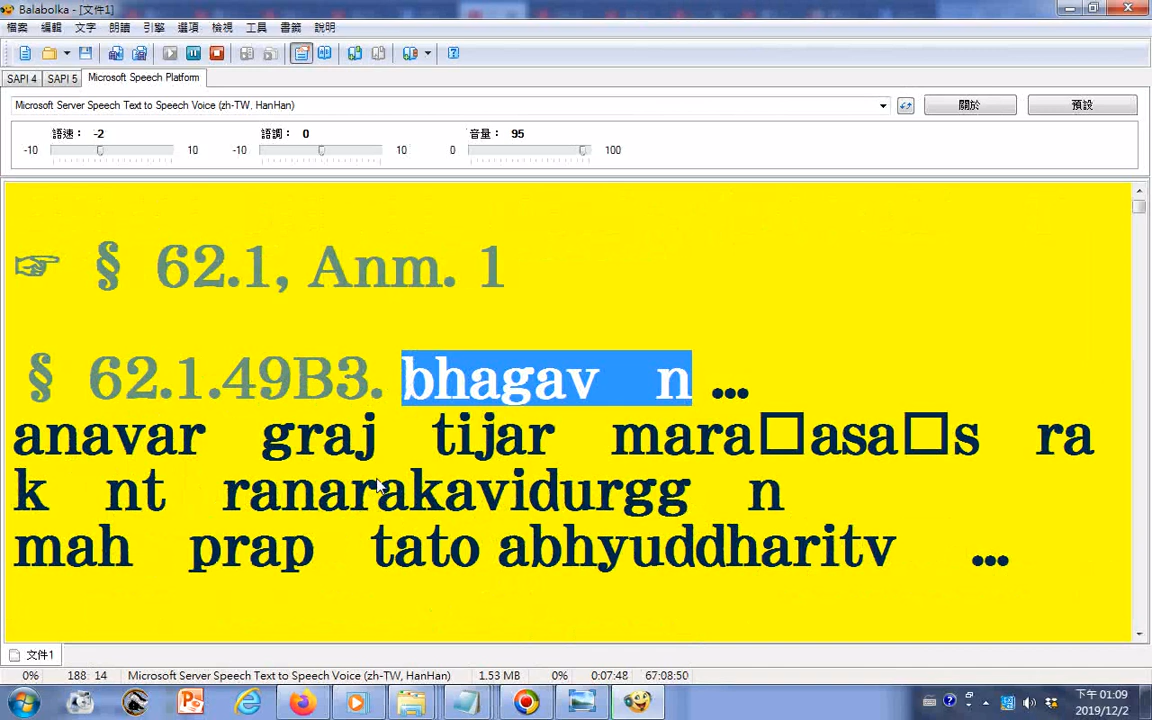 Balabolka - [文件1]
檔案 編輯 文字 朗讀 引擎 選項 檢視 工具 書籤 說明
SAPI 4 SAPI 5 Microsoft Speech Platform
Microsoft Server Speech Text to Speech Voice (zh-TW, HanHan) 關於 預設
語速： -2 語調： 0 音量： 95
-10 10 -10 10 0 100
☞ § 62.1, Anm. 1
§ 62.1.49B3. bhagav n ...
anavar graj tijar mara□asa□s ra
k nt ranarakavidurgg n
mah prap tato abhyuddharitv ...
文件1
0% 188 14 Microsoft Server Speech Text to Speech Voice (zh-TW, HanHan) 1.53 MB 0% 0:07:48 67:08:50
下午 01:09
2019/12/2